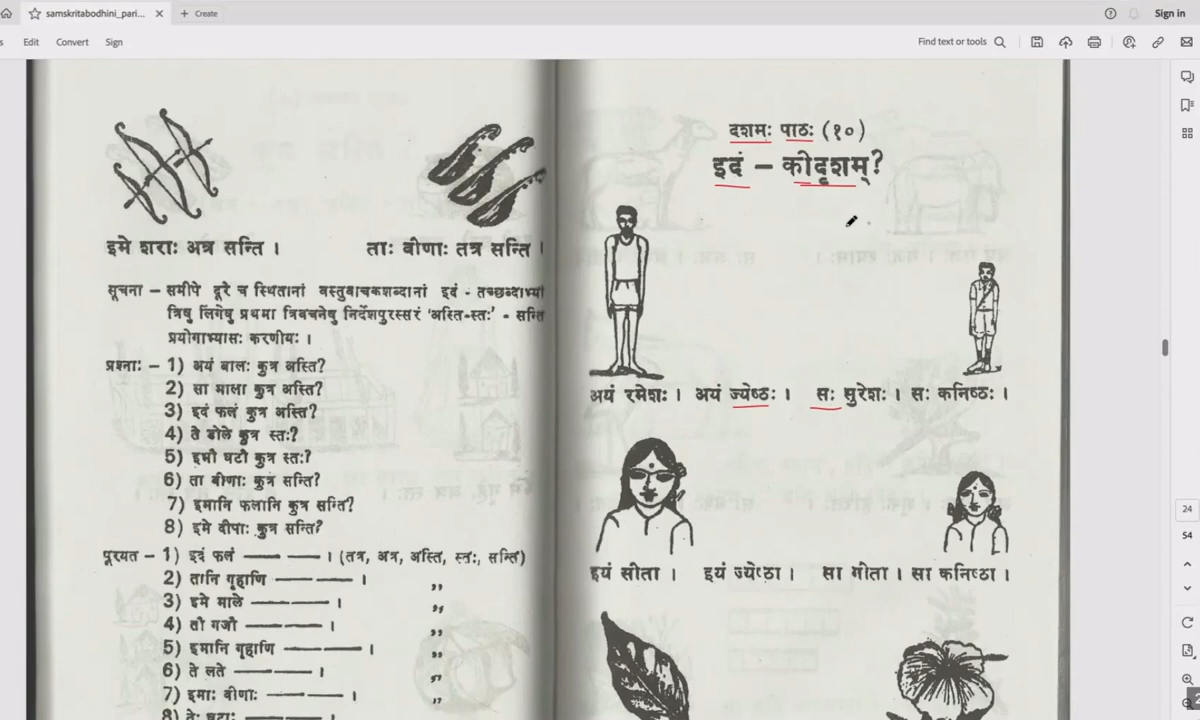 samskritabodhini_pari...
Create
Sign in
Edit Convert Sign
Find text or tools
इमे शराः अत्र सन्ति । ताः वीणाः तत्र सन्ति ।
सूचना – समीपे दूरे च स्थितानां वस्तुवाचकशब्दानां इदं - तच्छब्दाभ्यां
त्रिषु लिंगेषु प्रथमा त्रिवचनेषु निर्देशपुरस्सरं 'अस्ति-स्तः' - सन्ति
प्रयोगाभ्यासः करणीयः ।
प्रश्नाः – 1) अयं बालः कुत्र अस्ति?
2) सा माला कुत्र अस्ति?
3) इदं फलं कुत्र अस्ति?
4) ते डोले कुत्र स्तः?
5) इमौ घटौ कुत्र स्तः?
6) ता वीणाः कुत्र सन्ति?
7) इमानि फलानि कुत्र सन्ति?
8) इमे दीपाः कुत्र सन्ति?
पूरयत – 1) इदं फलं ——— ——— । (तत्र, अत्र, अस्ति, स्तः, सन्ति)
2) तानि गृहाणि ——— ——— । ,,
3) इमे माले ——— ——— । ,,
4) तौ गजौ ——— ——— । ,,
5) इमानि गृहाणि ——— ——— । ,,
6) ते लते ——— ——— । ,,
7) इमाः वीणाः ——— ——— । ,,
8) ते घटाः ——— ——— ।
दशमः पाठः (१०)
इदं – कीदृशम्?
अयं रमेशः । अयं ज्येष्ठः । सः सुरेशः । सः कनिष्ठः ।
इयं सीता । इयं ज्येष्ठा । सा गीता । सा कनिष्ठा ।
24
54